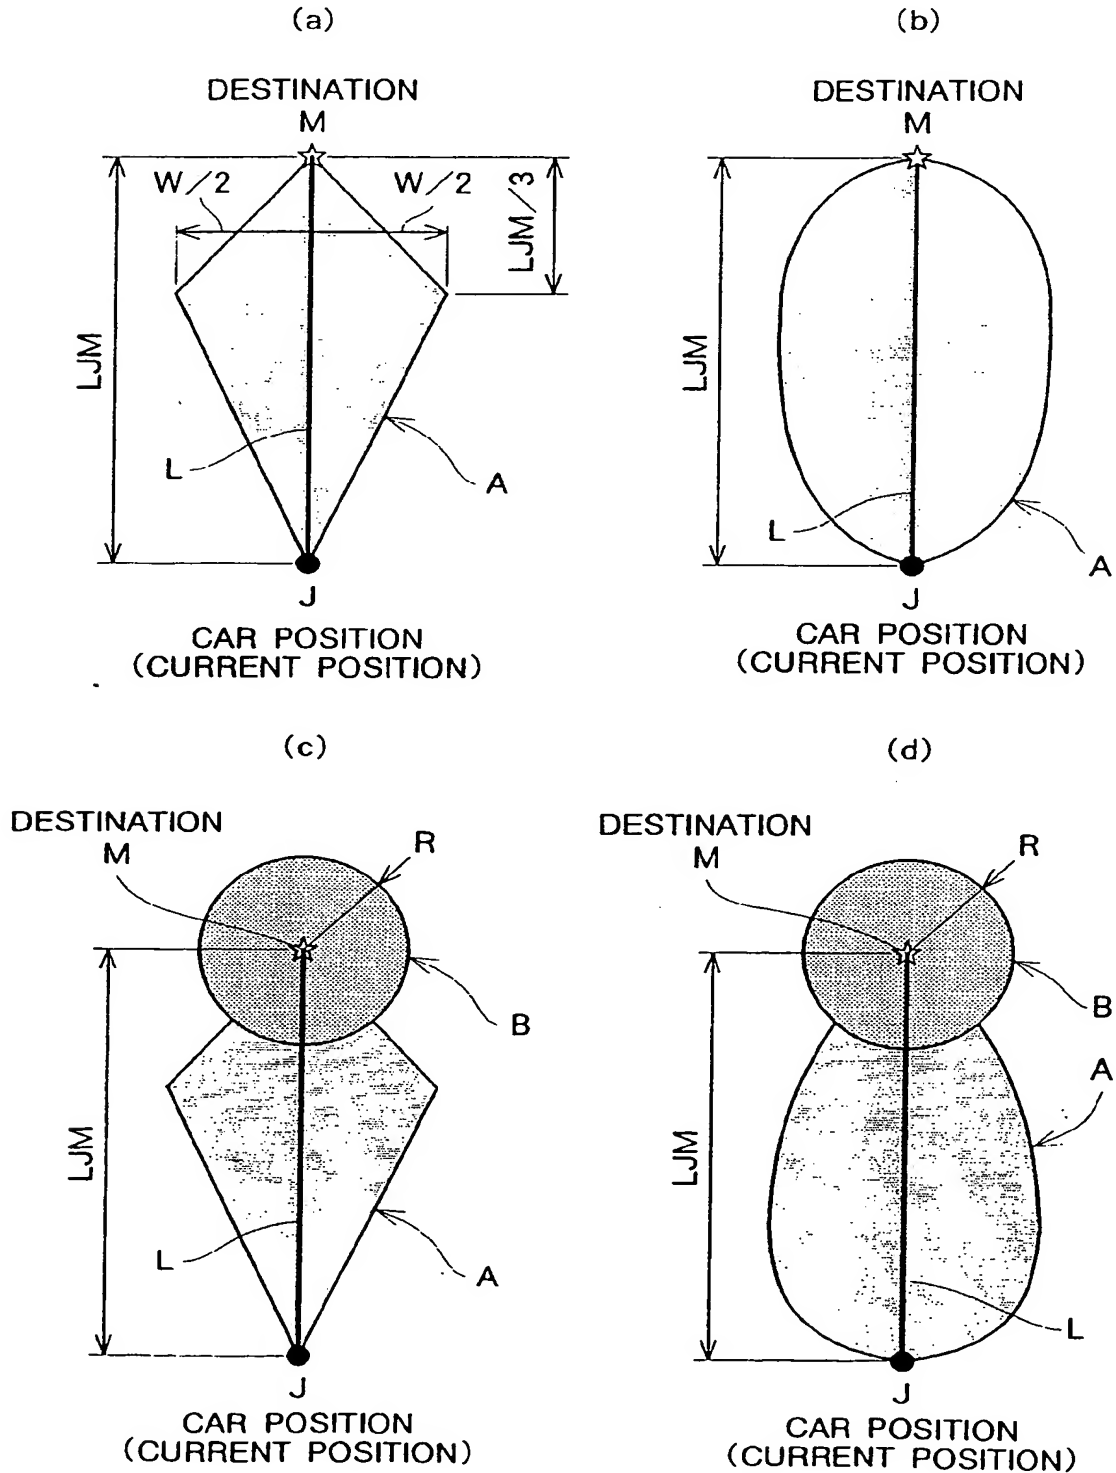 (a)
DESTINATION
M
W/2
W/2
LJM/3
LJM
L
A
J
CAR POSITION
(CURRENT POSITION)
(b)
DESTINATION
M
LJM
L
A
J
CAR POSITION
(CURRENT POSITION)
(c)
DESTINATION
M
R
B
LJM
L
A
J
CAR POSITION
(CURRENT POSITION)
(d)
DESTINATION
M
R
B
A
LJM
L
J
CAR POSITION
(CURRENT POSITION)